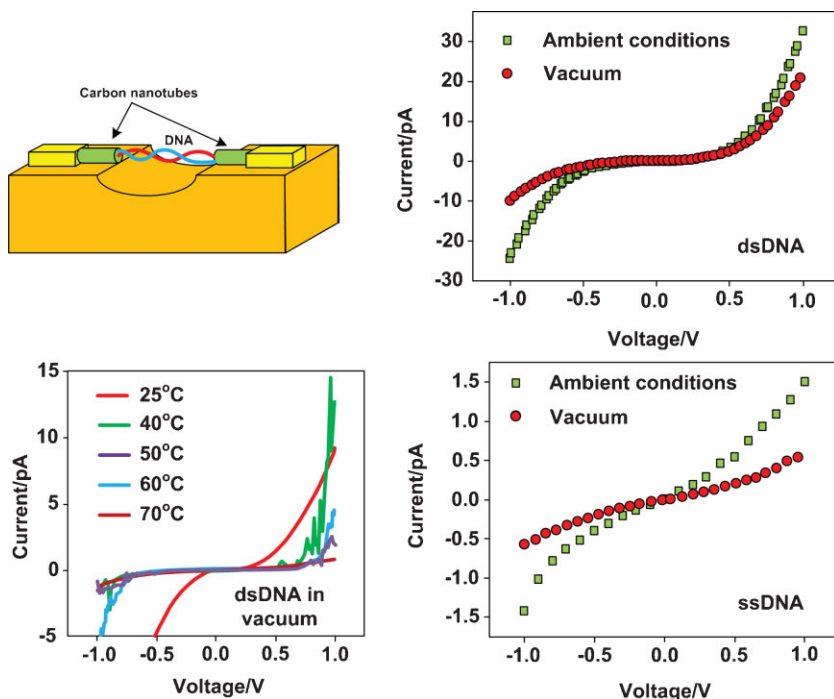 Carbon nanotubes
DNA
Ambient conditions
Vacuum
30
20
10
0
-10
-20
-30
Current/pA
dsDNA
-1.0 -0.5 0.0 0.5 1.0
Voltage/V
15
10
5
0
-5
Current/pA
25°C
40°C
50°C
60°C
70°C
dsDNA in
vacuum
-1.0 -0.5 0.0 0.5 1.0
Voltage/V
1.5
1.0
0.5
0.0
-0.5
-1.0
-1.5
Current/pA
Ambient conditions
Vacuum
ssDNA
-1.0 -0.5 0.0 0.5 1.0
Voltage/V